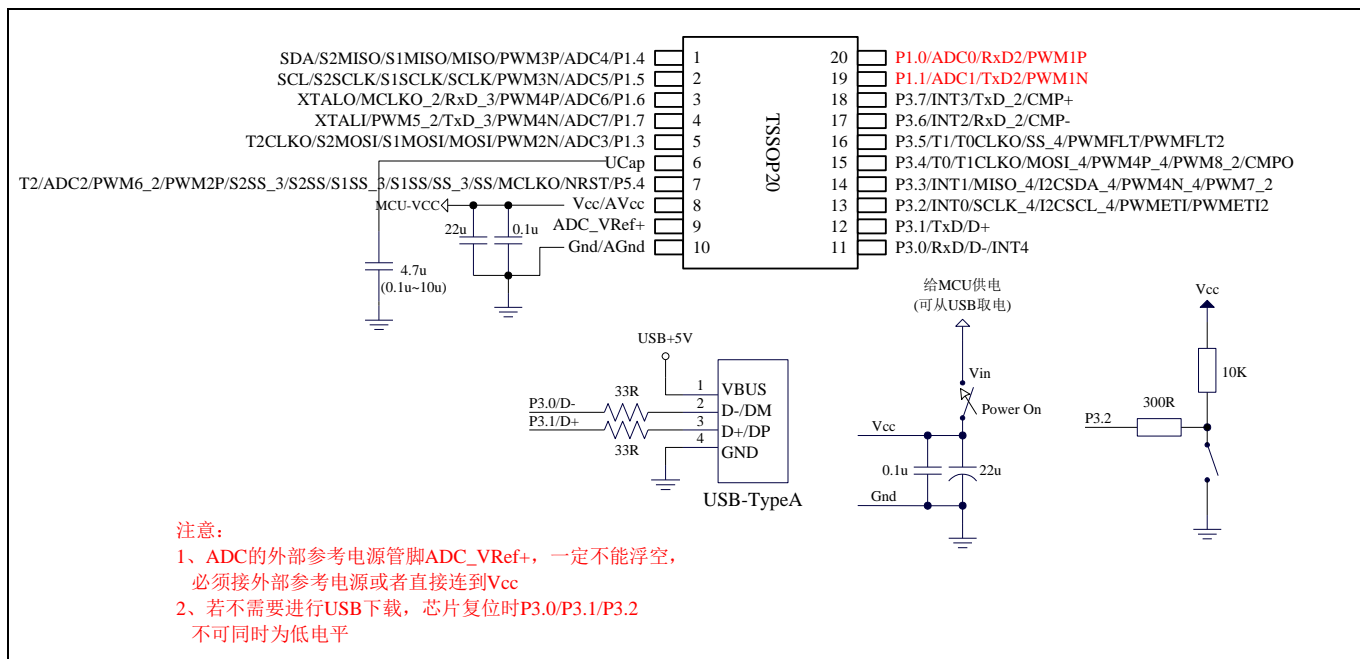 SDA/S2MISO/S1MISO/MISO/PWM3P/ADC4/P1.4 1 20 P1.0/ADC0/RxD2/PWM1P
SCL/S2SCLK/S1SCLK/SCLK/PWM3N/ADC5/P1.5 2 19 P1.1/ADC1/TxD2/PWM1N
XTALO/MCLKO_2/RxD_3/PWM4P/ADC6/P1.6 3 18 P3.7/INT3/TxD_2/CMP+
XTALI/PWM5_2/TxD_3/PWM4N/ADC7/P1.7 4 17 P3.6/INT2/RxD_2/CMP-
T2CLKO/S2MOSI/S1MOSI/MOSI/PWM2N/ADC3/P1.3 5 16 P3.5/T1/T0CLKO/SS_4/PWMFLT/PWMFLT2
UCap 6 15 P3.4/T0/T1CLKO/MOSI_4/PWM4P_4/PWM8_2/CMPO
T2/ADC2/PWM6_2/PWM2P/S2SS_3/S2SS/S1SS_3/S1SS/SS_3/SS/MCLKO/NRST/P5.4 7 14 P3.3/INT1/MISO_4/I2CSDA_4/PWM4N_4/PWM7_2
MCU-VCC Vcc/AVcc 8 13 P3.2/INT0/SCLK_4/I2CSCL_4/PWMETI/PWMETI2
ADC_VRef+ 9 12 P3.1/TxD/D+
Gnd/AGnd 10 11 P3.0/RxD/D-/INT4
TSSOP20
22u 0.1u
4.7u
(0.1u~10u)
USB+5V
33R
P3.0/D-
P3.1/D+
33R
1 VBUS
2 D-/DM
3 D+/DP
4 GND
USB-TypeA
给MCU供电
(可从USB取电)
Vin
Power On
Vcc
0.1u 22u
Gnd
Vcc
10K
300R
P3.2
注意：
1、ADC的外部参考电源管脚ADC_VRef+，一定不能浮空，
必须接外部参考电源或者直接连到Vcc
2、若不需要进行USB下载，芯片复位时P3.0/P3.1/P3.2
不可同时为低电平